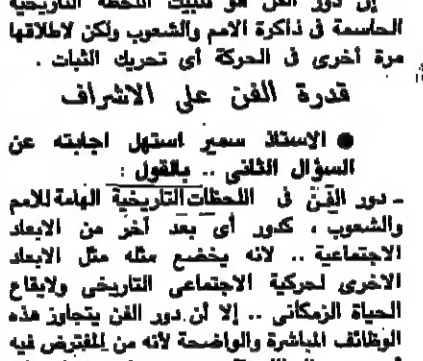 إن دور الفن هو تثبيت اللحظة التاريخية
الحاسمة في ذاكرة الامم والشعوب ولكن لاطلاقها
مرة أخرى في الحركة أي تحريك الثبات .
قدرة الفن على الاشراف
● الاستاذ سمير استهل اجابته عن
السؤال الثاني .. بالقول :
ـ دور الفن في اللحظات التاريخية الهامة للامم
والشعوب ، كدور أي بعد آخر من الابعاد
الاجتماعية .. لانه يخضع مثله مثل الابعاد
الاخرى لحركية الاجتماعي التاريخي ولايقاع
الحياة الزمكاني .. إلا أن دور الفن يتجاوز هذه
الوظائف المباشرة والواضحة لأنه من المفترض فيه